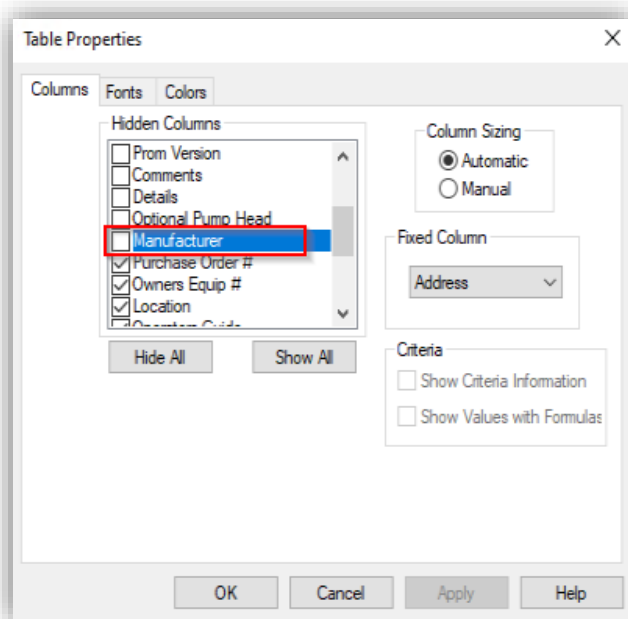 Table Properties
Columns Fonts Colors
Hidden Columns
Prom Version
Comments
Details
Optional Pump Head
Manufacturer
Purchase Order #
Owners Equip #
Location
Operators Guide
Hide All Show All
Column Sizing
Automatic
Manual
Fixed Column
Address
Criteria
Show Criteria Information
Show Values with Formulas
OK Cancel Apply Help